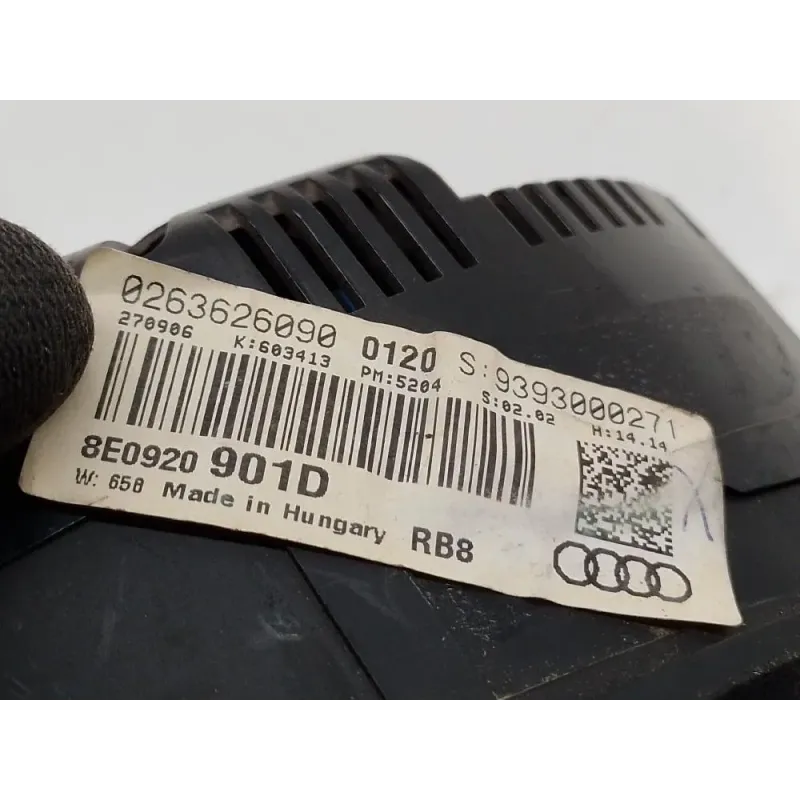 0263626090 0120 S:9393000271
270906 K:603413 PM:5204 S:02.02 H:14.14
8E0920 901D
W: 658 Made in Hungary RB8